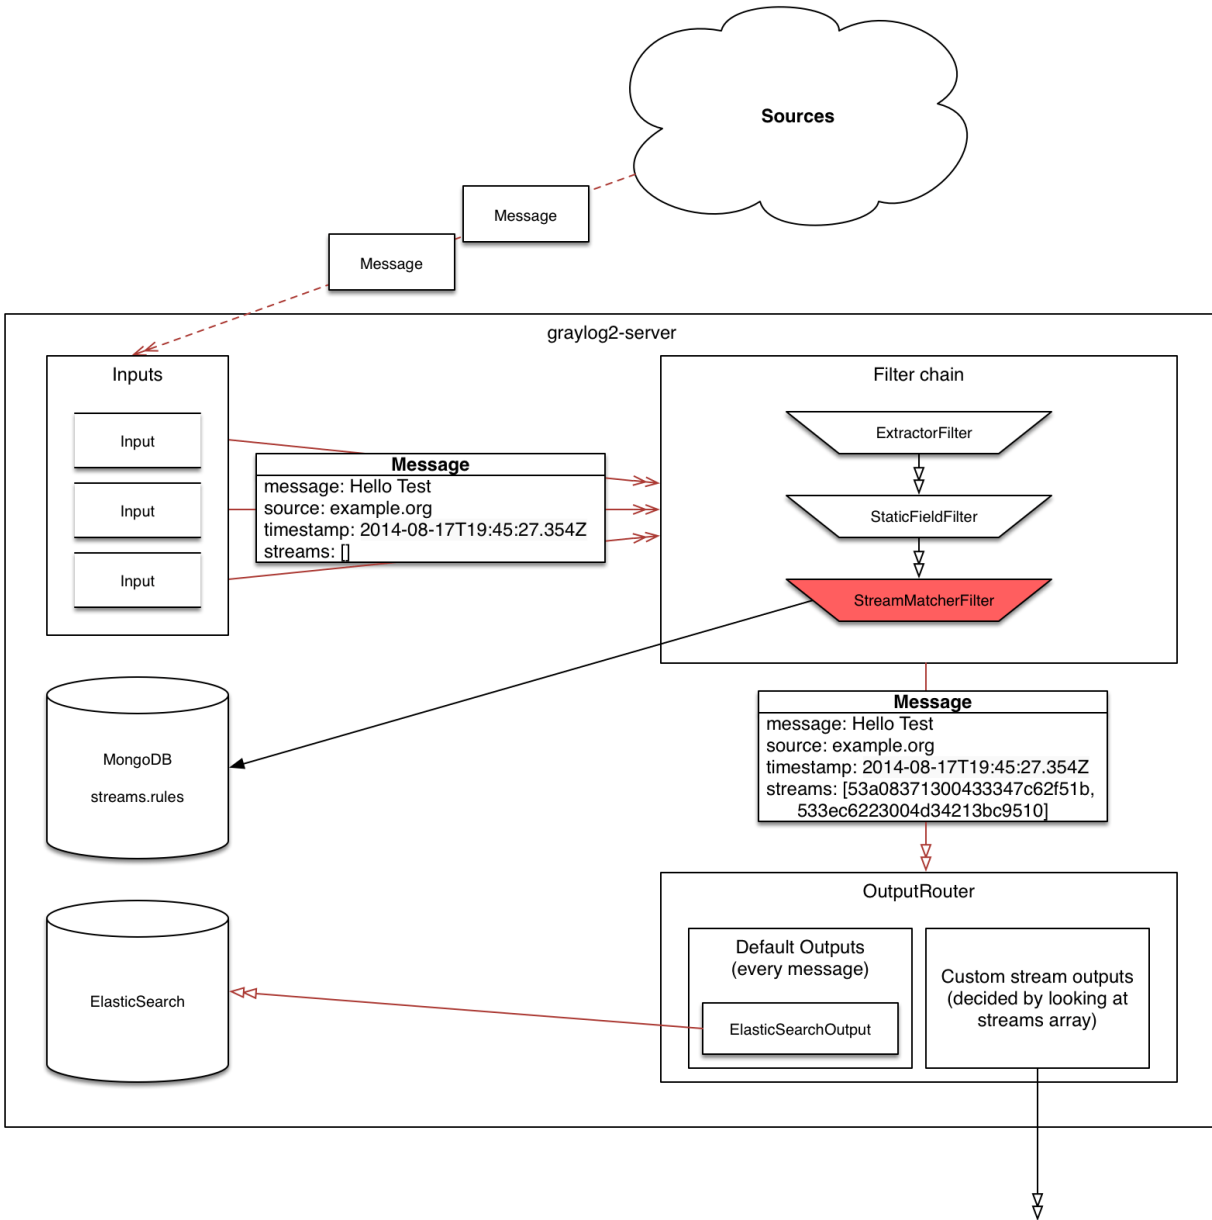 Sources
Message
Message
graylog2-server
Inputs
Input
Input
Input
Message
message: Hello Test
source: example.org
timestamp: 2014-08-17T19:45:27.354Z
streams: []
Filter chain
ExtractorFilter
StaticFieldFilter
StreamMatcherFilter
MongoDB
streams.rules
Message
message: Hello Test
source: example.org
timestamp: 2014-08-17T19:45:27.354Z
streams: [53a08371300433347c62f51b,
533ec6223004d34213bc9510]
OutputRouter
Default Outputs
(every message)
ElasticSearchOutput
Custom stream outputs
(decided by looking at
streams array)
ElasticSearch